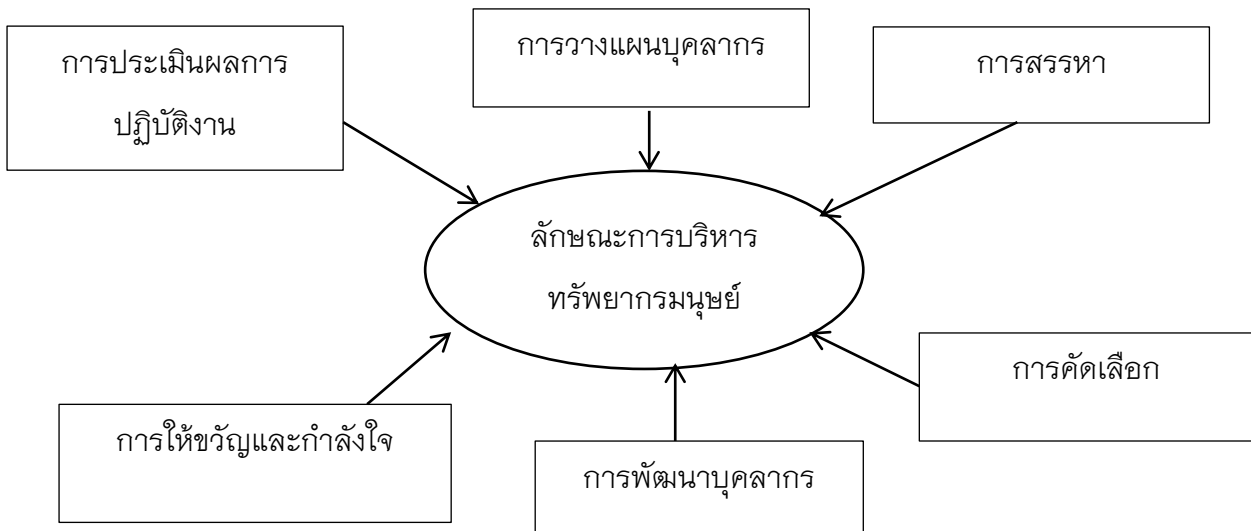 การวางแผนบุคลากร
การประเมินผลการ
ปฏิบัติงาน
การสรรหา
ลักษณะการบริหาร
ทรัพยากรมนุษย์
การคัดเลือก
การให้ขวัญและกำลังใจ
การพัฒนาบุคลากร